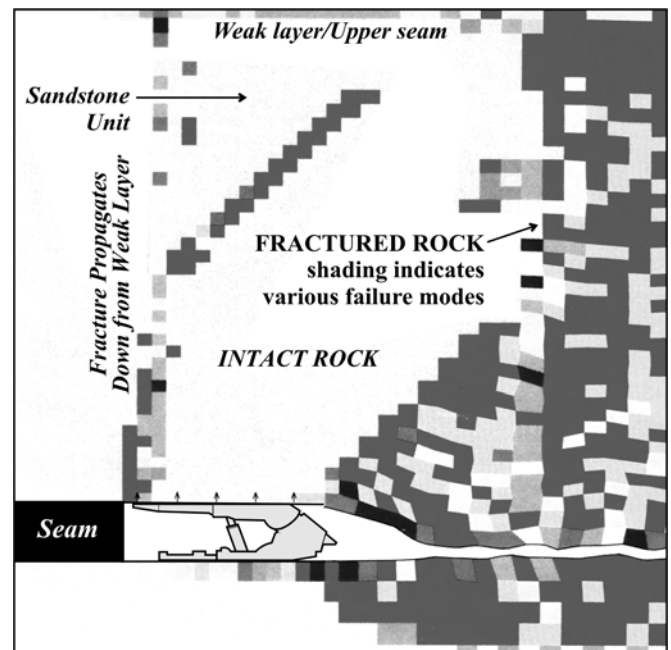 Weak layer/Upper seam
Sandstone
Unit
Fracture Propagates
Down from Weak Layer
FRACTURED ROCK
shading indicates
various failure modes
INTACT ROCK
Seam